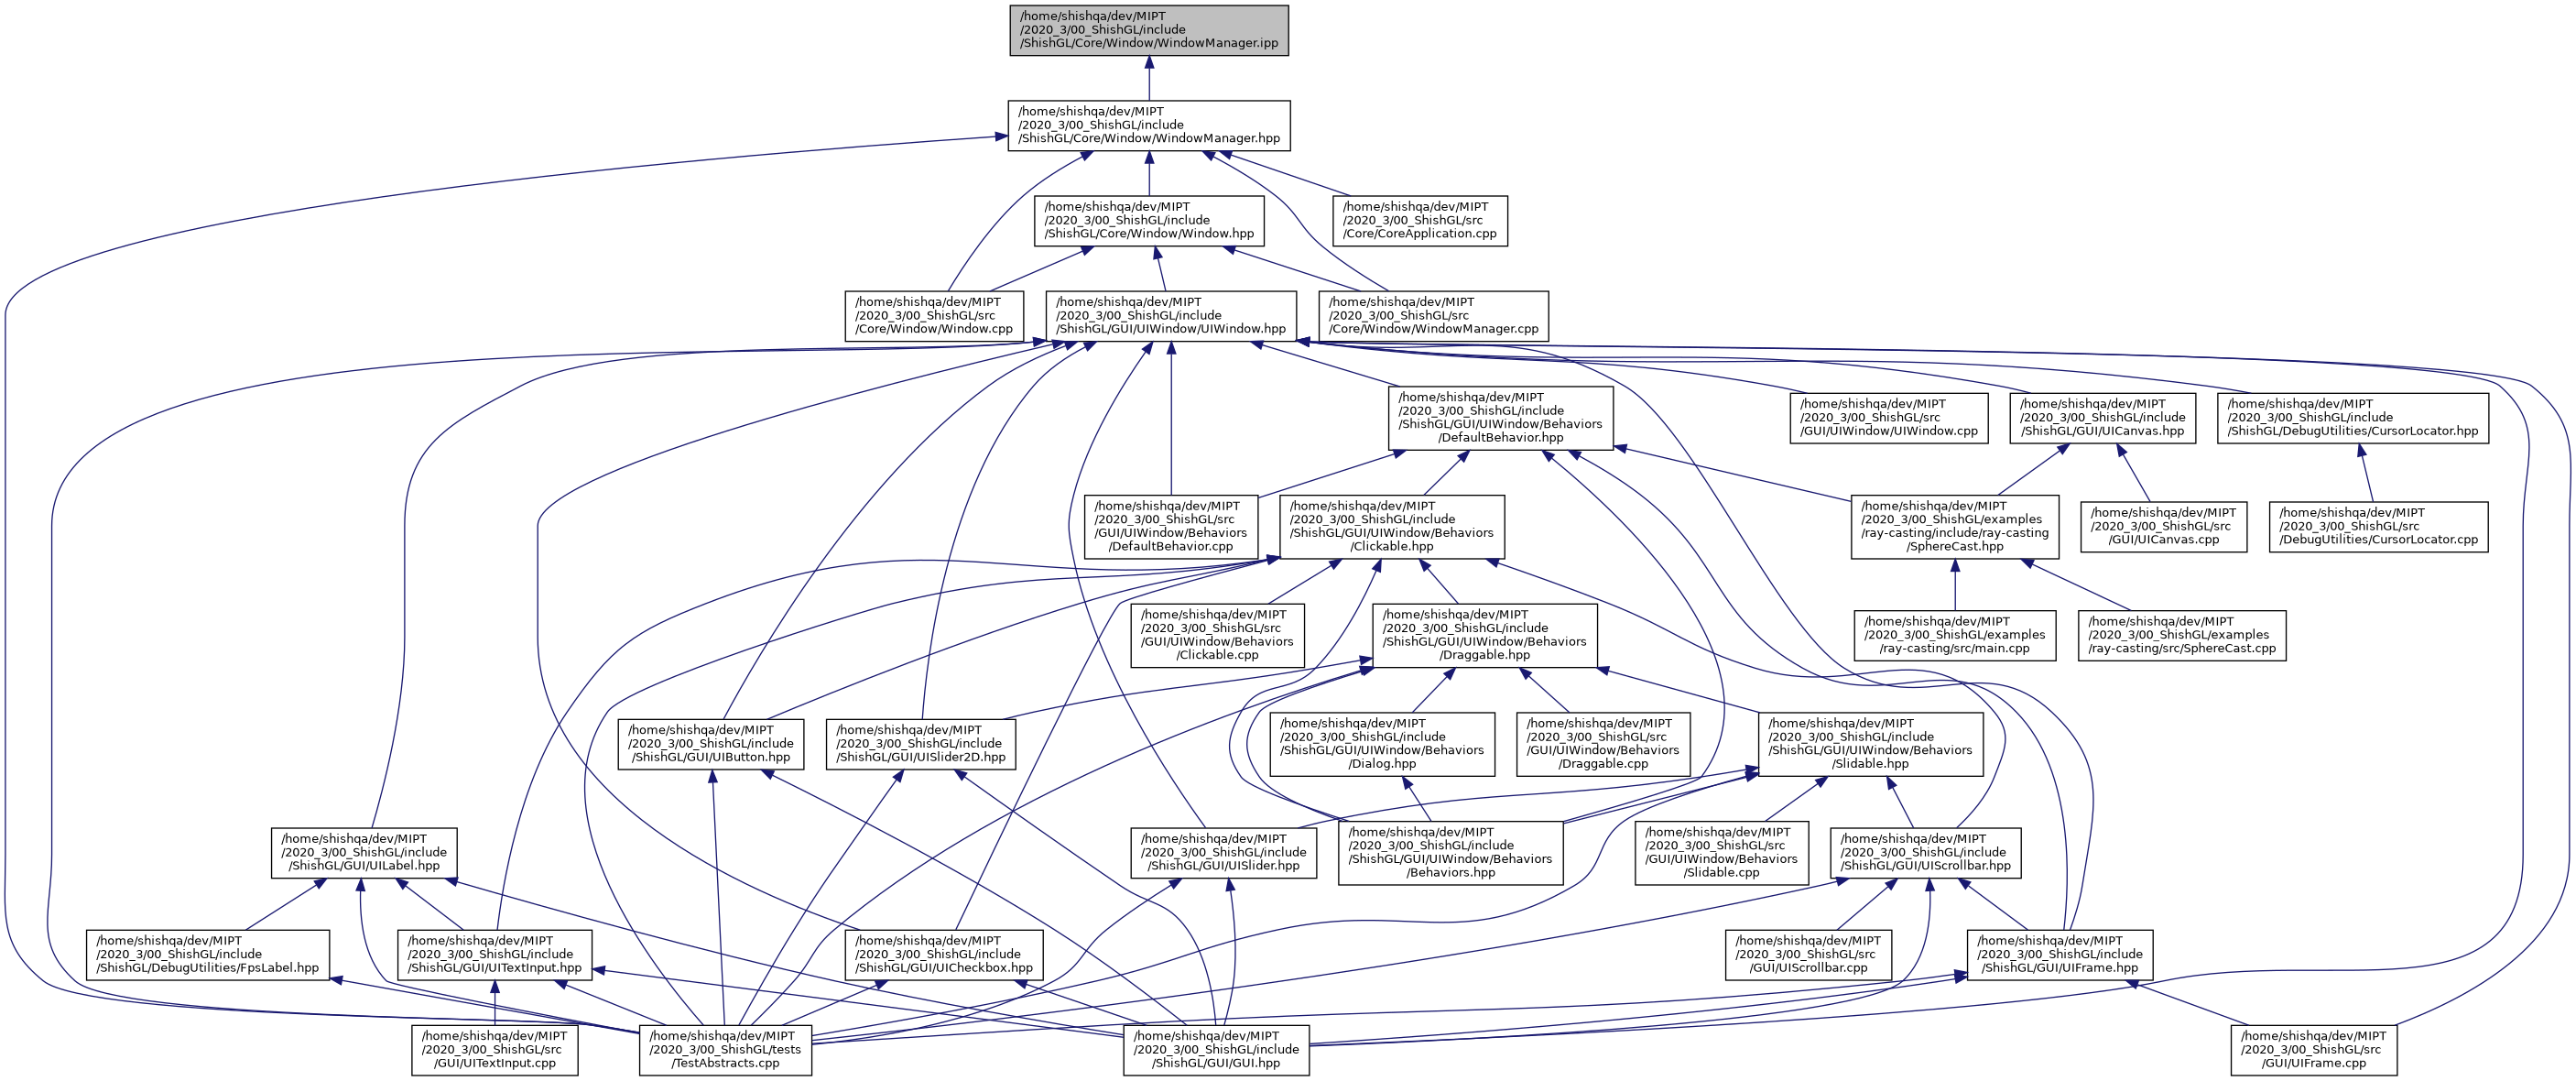 /home/shishqa/dev/MIPT
/2020_3/00_ShishGL/include
/ShishGL/Core/Window/WindowManager.ipp
/home/shishqa/dev/MIPT
/2020_3/00_ShishGL/include
/ShishGL/Core/Window/WindowManager.hpp
/home/shishqa/dev/MIPT
/2020_3/00_ShishGL/include
/ShishGL/Core/Window/Window.hpp
/home/shishqa/dev/MIPT
/2020_3/00_ShishGL/src
/Core/CoreApplication.cpp
/home/shishqa/dev/MIPT
/2020_3/00_ShishGL/src
/Core/Window/Window.cpp
/home/shishqa/dev/MIPT
/2020_3/00_ShishGL/include
/ShishGL/GUI/UIWindow/UIWindow.hpp
/home/shishqa/dev/MIPT
/2020_3/00_ShishGL/src
/Core/Window/WindowManager.cpp
/home/shishqa/dev/MIPT
/2020_3/00_ShishGL/include
/ShishGL/GUI/UIWindow/Behaviors
/DefaultBehavior.hpp
/home/shishqa/dev/MIPT
/2020_3/00_ShishGL/src
/GUI/UIWindow/UIWindow.cpp
/home/shishqa/dev/MIPT
/2020_3/00_ShishGL/include
/ShishGL/GUI/UICanvas.hpp
/home/shishqa/dev/MIPT
/2020_3/00_ShishGL/include
/ShishGL/DebugUtilities/CursorLocator.hpp
/home/shishqa/dev/MIPT
/2020_3/00_ShishGL/src
/GUI/UIWindow/Behaviors
/DefaultBehavior.cpp
/home/shishqa/dev/MIPT
/2020_3/00_ShishGL/include
/ShishGL/GUI/UIWindow/Behaviors
/Clickable.hpp
/home/shishqa/dev/MIPT
/2020_3/00_ShishGL/examples
/ray-casting/include/ray-casting
/SphereCast.hpp
/home/shishqa/dev/MIPT
/2020_3/00_ShishGL/src
/GUI/UICanvas.cpp
/home/shishqa/dev/MIPT
/2020_3/00_ShishGL/src
/DebugUtilities/CursorLocator.cpp
/home/shishqa/dev/MIPT
/2020_3/00_ShishGL/src
/GUI/UIWindow/Behaviors
/Clickable.cpp
/home/shishqa/dev/MIPT
/2020_3/00_ShishGL/include
/ShishGL/GUI/UIWindow/Behaviors
/Draggable.hpp
/home/shishqa/dev/MIPT
/2020_3/00_ShishGL/examples
/ray-casting/src/main.cpp
/home/shishqa/dev/MIPT
/2020_3/00_ShishGL/examples
/ray-casting/src/SphereCast.cpp
/home/shishqa/dev/MIPT
/2020_3/00_ShishGL/include
/ShishGL/GUI/UIButton.hpp
/home/shishqa/dev/MIPT
/2020_3/00_ShishGL/include
/ShishGL/GUI/UISlider2D.hpp
/home/shishqa/dev/MIPT
/2020_3/00_ShishGL/include
/ShishGL/GUI/UIWindow/Behaviors
/Dialog.hpp
/home/shishqa/dev/MIPT
/2020_3/00_ShishGL/src
/GUI/UIWindow/Behaviors
/Draggable.cpp
/home/shishqa/dev/MIPT
/2020_3/00_ShishGL/include
/ShishGL/GUI/UIWindow/Behaviors
/Slidable.hpp
/home/shishqa/dev/MIPT
/2020_3/00_ShishGL/include
/ShishGL/GUI/UILabel.hpp
/home/shishqa/dev/MIPT
/2020_3/00_ShishGL/include
/ShishGL/GUI/UISlider.hpp
/home/shishqa/dev/MIPT
/2020_3/00_ShishGL/include
/ShishGL/GUI/UIWindow/Behaviors
/Behaviors.hpp
/home/shishqa/dev/MIPT
/2020_3/00_ShishGL/src
/GUI/UIWindow/Behaviors
/Slidable.cpp
/home/shishqa/dev/MIPT
/2020_3/00_ShishGL/include
/ShishGL/GUI/UIScrollbar.hpp
/home/shishqa/dev/MIPT
/2020_3/00_ShishGL/include
/ShishGL/DebugUtilities/FpsLabel.hpp
/home/shishqa/dev/MIPT
/2020_3/00_ShishGL/include
/ShishGL/GUI/UITextInput.hpp
/home/shishqa/dev/MIPT
/2020_3/00_ShishGL/include
/ShishGL/GUI/UICheckbox.hpp
/home/shishqa/dev/MIPT
/2020_3/00_ShishGL/src
/GUI/UIScrollbar.cpp
/home/shishqa/dev/MIPT
/2020_3/00_ShishGL/include
/ShishGL/GUI/UIFrame.hpp
/home/shishqa/dev/MIPT
/2020_3/00_ShishGL/src
/GUI/UITextInput.cpp
/home/shishqa/dev/MIPT
/2020_3/00_ShishGL/tests
/TestAbstracts.cpp
/home/shishqa/dev/MIPT
/2020_3/00_ShishGL/include
/ShishGL/GUI/GUI.hpp
/home/shishqa/dev/MIPT
/2020_3/00_ShishGL/src
/GUI/UIFrame.cpp